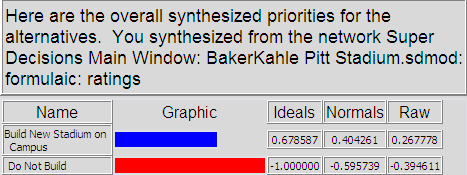 Here are the overall synthesized priorities for the
alternatives.  You synthesized from the network Super
Decisions Main Window: BakerKahle Pitt Stadium.sdmod:
formulaic: ratings
Name Graphic Ideals Normals Raw
Build New Stadium on
Campus
0.678587 0.404261 0.267778
Do Not Build -1.000000 -0.595739 -0.394611